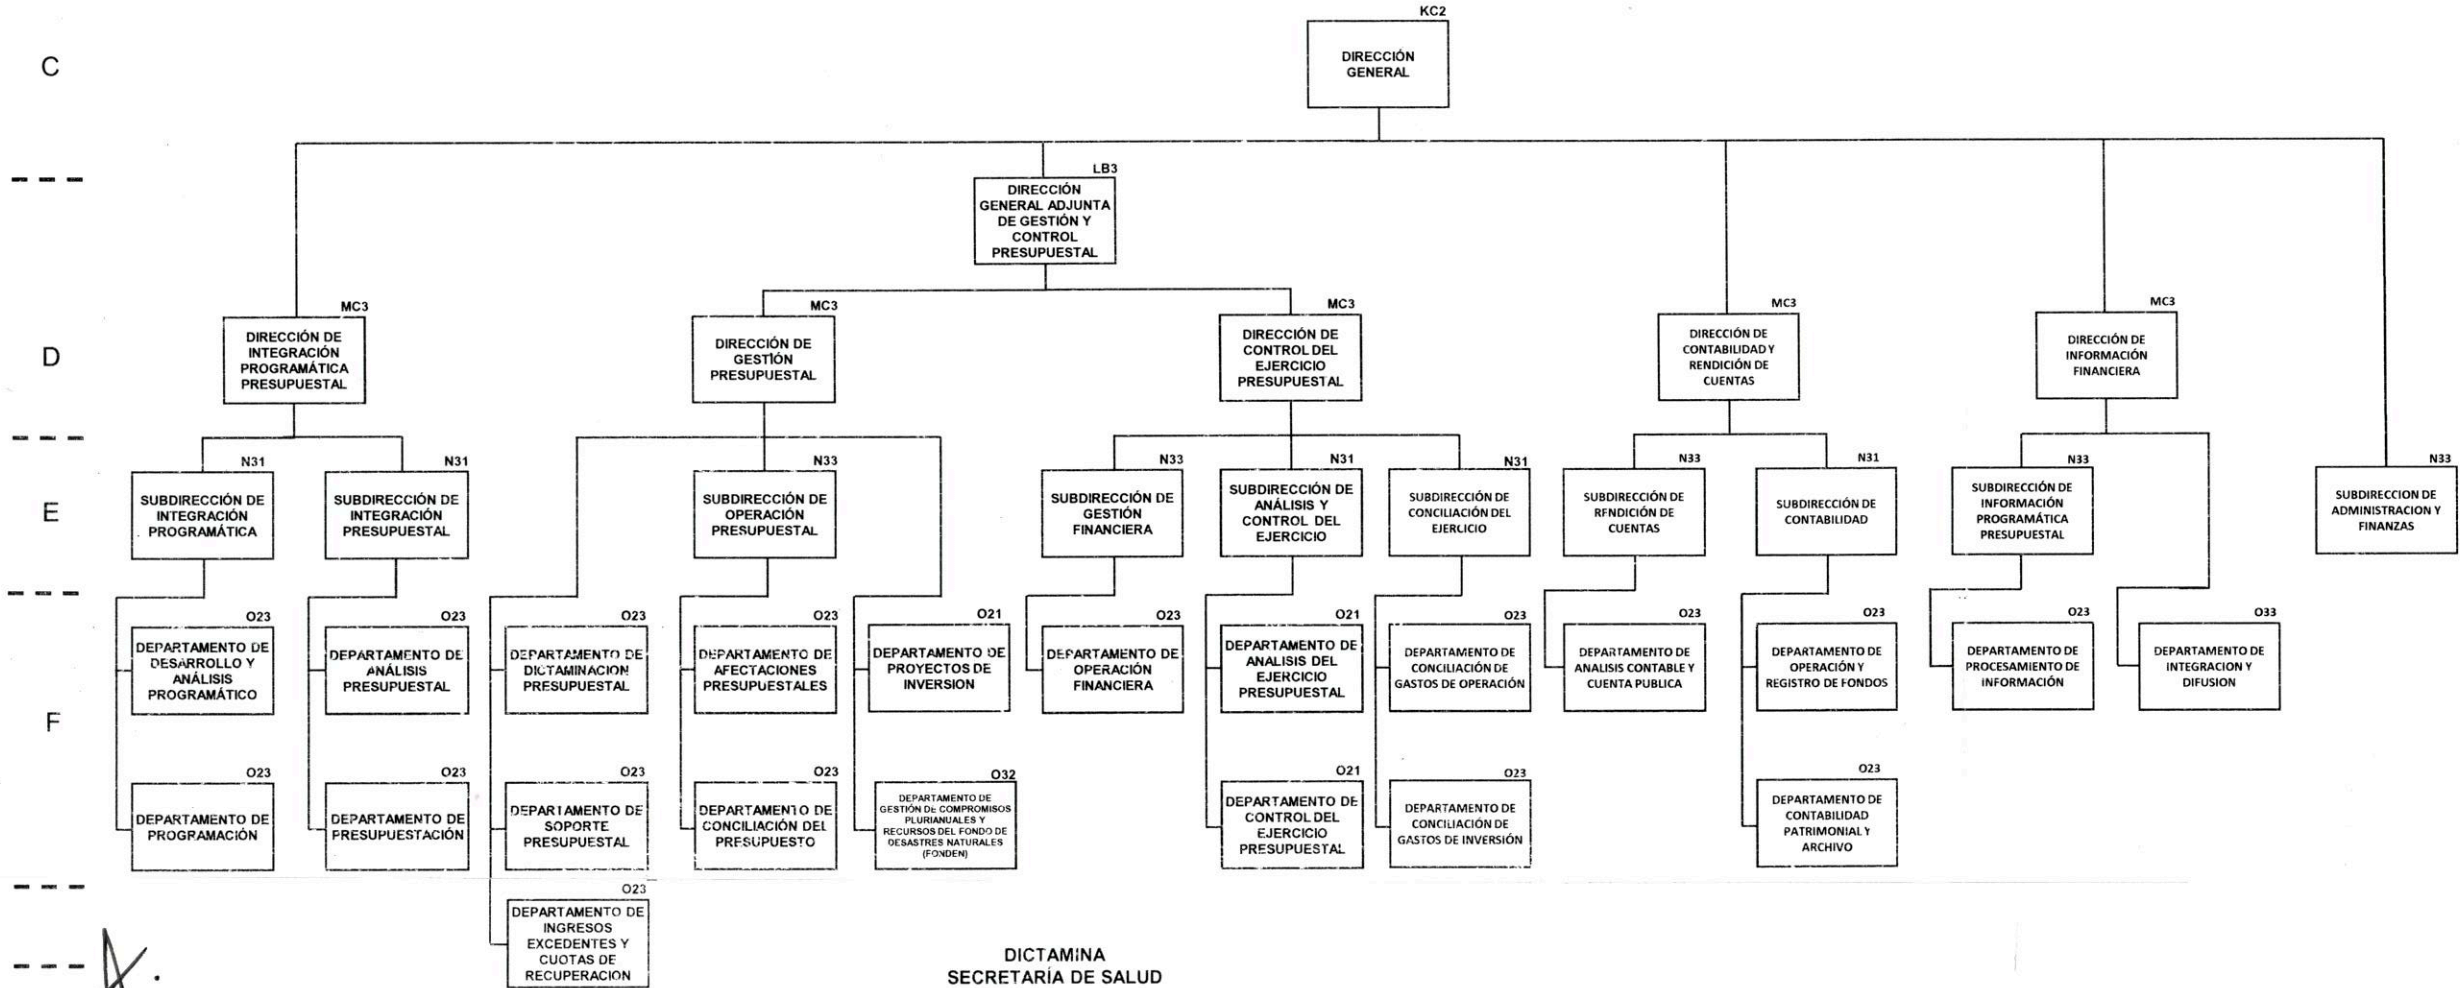 KC2
C
DIRECCIÓN
GENERAL
LB3
DIRECCIÓN
GENERAL ADJUNTA
DE GESTIÓN Y
CONTROL
PRESUPUESTAL
D
MC3
DIRECCIÓN DE
INTEGRACIÓN
PROGRAMÁTICA
PRESUPUESTAL
MC3
DIRECCIÓN DE
GESTIÓN
PRESUPUESTAL
MC3
DIRECCIÓN DE
CONTROL DEL
EJERCICIO
PRESUPUESTAL
MC3
DIRECCIÓN DE
CONTABILIDAD Y
RENDICIÓN DE
CUENTAS
MC3
DIRECCIÓN DE
INFORMACIÓN
FINANCIERA
E
N31
SUBDIRECCIÓN DE
INTEGRACIÓN
PROGRAMÁTICA
N31
SUBDIRECCIÓN DE
INTEGRACIÓN
PRESUPUESTAL
N33
SUBDIRECCIÓN DE
OPERACIÓN
PRESUPUESTAL
N33
SUBDIRECCIÓN DE
GESTIÓN
FINANCIERA
N31
SUBDIRECCIÓN DE
ANÁLISIS Y
CONTROL DEL
EJERCICIO
N31
SUBDIRECCIÓN DE
CONCILIACIÓN DEL
EJERCICIO
N33
SUBDIRECCIÓN DE
RENDICIÓN DE
CUENTAS
N31
SUBDIRECCIÓN DE
CONTABILIDAD
N33
SUBDIRECCIÓN DE
INFORMACIÓN
PROGRAMÁTICA
PRESUPUESTAL
N33
SUBDIRECCION DE
ADMINISTRACION Y
FINANZAS
F
O23
DEPARTAMENTO DE
DESARROLLO Y
ANÁLISIS
PROGRAMÁTICO
O23
DEPARTAMENTO DE
ANÁLISIS
PRESUPUESTAL
O23
DEPARTAMENTO DE
DICTAMINACION
PRESUPUESTAL
O23
DEPARTAMENTO DE
AFECTACIONES
PRESUPUESTALES
O21
DEPARTAMENTO DE
PROYECTOS DE
INVERSION
O23
DEPARTAMENTO DE
OPERACIÓN
FINANCIERA
O21
DEPARTAMENTO DE
ANALISIS DEL
EJERCICIO
PRESUPUESTAL
O23
DEPARTAMENTO DE
CONCILIACIÓN DE
GASTOS DE OPERACIÓN
O23
DEPARTAMENTO DE
ANALISIS CONTABLE Y
CUENTA PUBLICA
O23
DEPARTAMENTO DE
OPERACIÓN Y
REGISTRO DE FONDOS
O23
DEPARTAMENTO DE
PROCESAMIENTO DE
INFORMACIÓN
O33
DEPARTAMENTO DE
INTEGRACION Y
DIFUSION
O23
DEPARTAMENTO DE
PROGRAMACIÓN
O23
DEPARTAMENTO DE
PRESUPUESTACIÓN
O23
DEPARTAMENTO DE
SOPORTE
PRESUPUESTAL
O23
DEPARTAMENTO DE
CONCILIACIÓN DEL
PRESUPUESTO
O32
DEPARTAMENTO DE
GESTIÓN DE COMPROMISOS
PLURIANUALES Y
RECURSOS DEL FONDO DE
DESASTRES NATURALES
(FONDEN)
O21
DEPARTAMENTO DE
CONTROL DEL
EJERCICIO
PRESUPUESTAL
O23
DEPARTAMENTO DE
CONCILIACIÓN DE
GASTOS DE INVERSIÓN
O23
DEPARTAMENTO DE
CONTABILIDAD
PATRIMONIAL Y
ARCHIVO
O23
DEPARTAMENTO DE
INGRESOS
EXCEDENTES Y
CUOTAS DE
RECUPERACION
DICTAMINA
SECRETARÍA DE SALUD